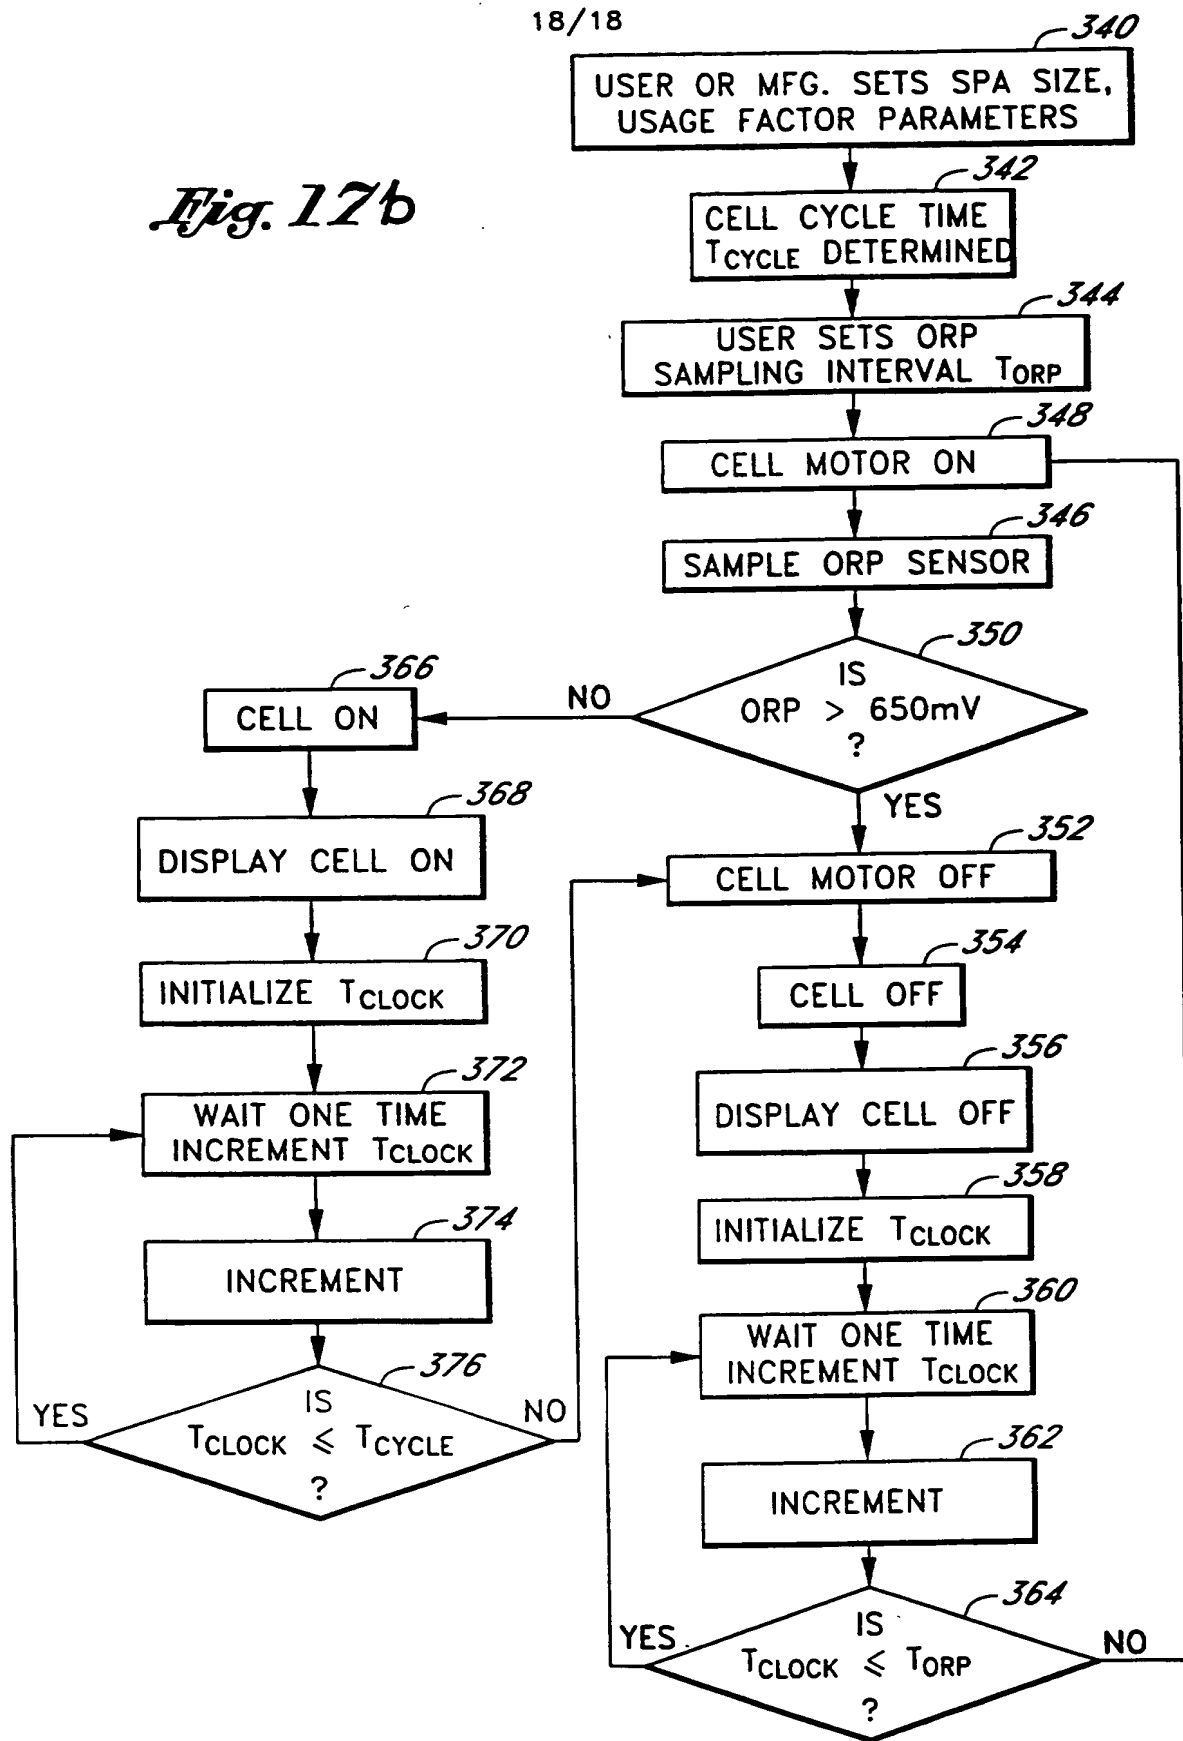 18/18
Fig. 17b
340
USER OR MFG. SETS SPA SIZE,
USAGE FACTOR PARAMETERS
342
CELL CYCLE TIME
TCYCLE DETERMINED
344
USER SETS ORP
SAMPLING INTERVAL TORP
348
CELL MOTOR ON
346
SAMPLE ORP SENSOR
350
IS
ORP > 650mV
?
NO
YES
366
CELL ON
368
DISPLAY CELL ON
370
INITIALIZE TCLOCK
372
WAIT ONE TIME
INCREMENT TCLOCK
374
INCREMENT
376
IS
TCLOCK ≤ TCYCLE
?
YES
NO
352
CELL MOTOR OFF
354
CELL OFF
356
DISPLAY CELL OFF
358
INITIALIZE TCLOCK
360
WAIT ONE TIME
INCREMENT TCLOCK
362
INCREMENT
364
IS
TCLOCK ≤ TORP
?
YES
NO